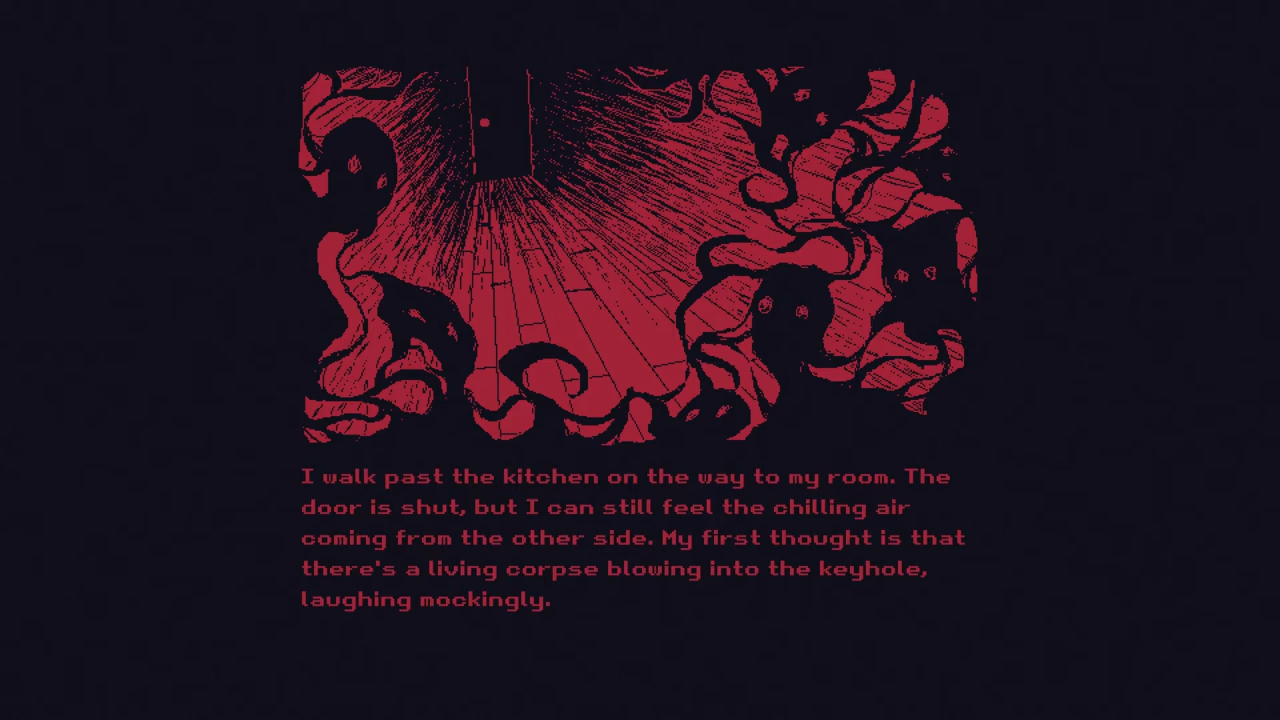 I walk past the kitchen on the way to my room. The
door is shut, but I can still feel the chilling air
coming from the other side. My first thought is that
there's a living corpse blowing into the keyhole,
laughing mockingly.